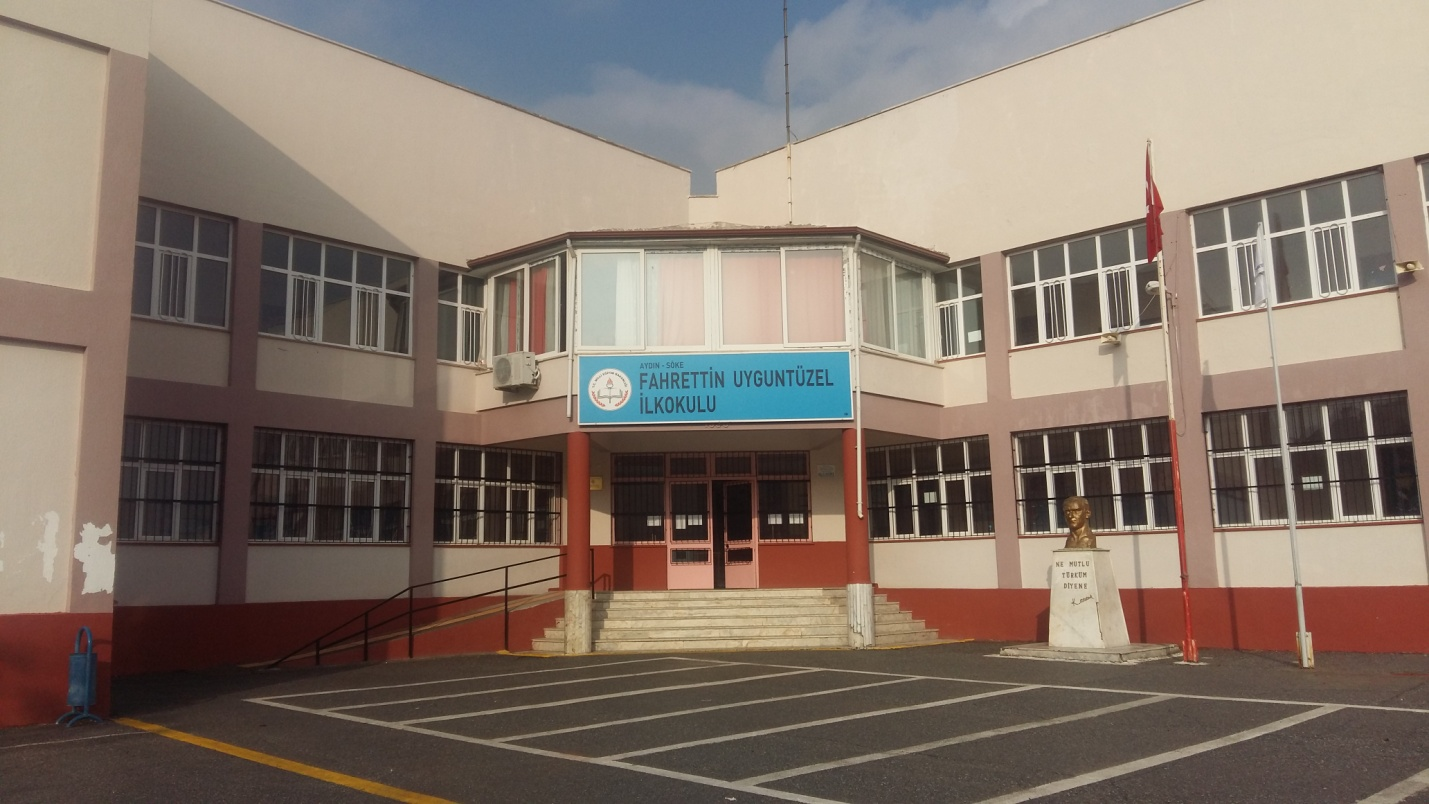 AYDIN - SÖKE
FAHRETTİN UYGUNTÜZEL
İLKOKULU
NE MUTLU
TÜRKÜM
DİYENE